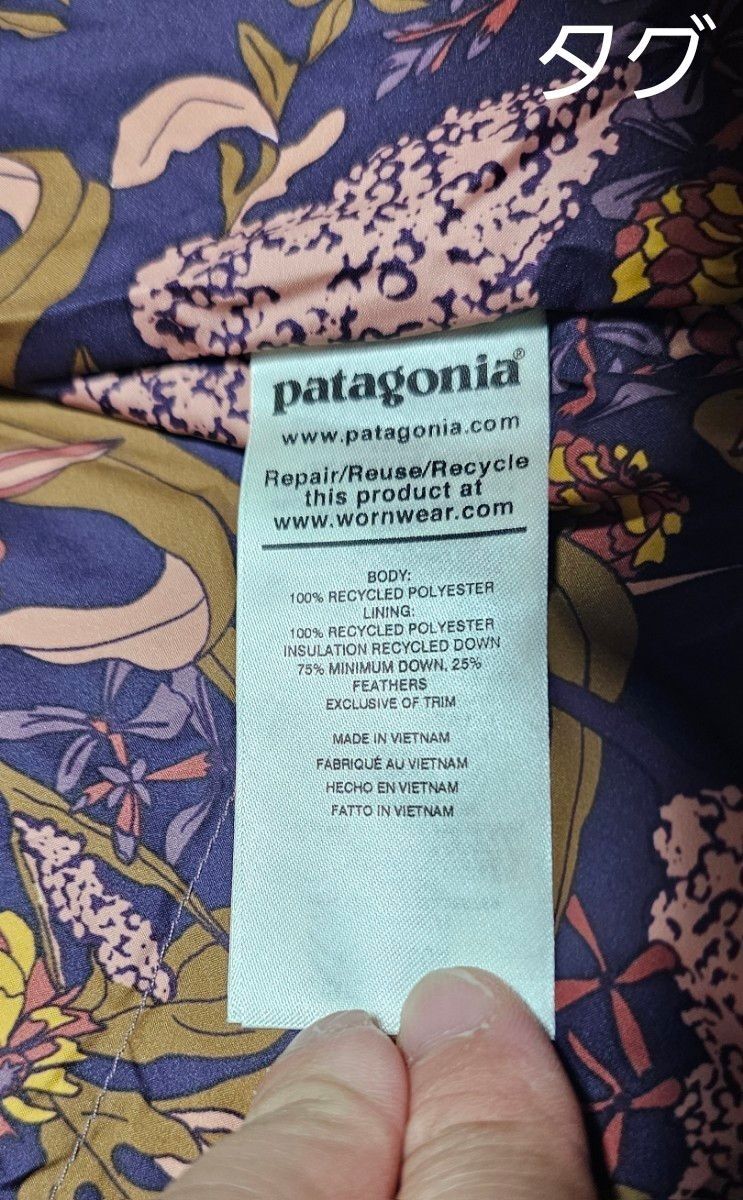 タグ
patagonia®
www.patagonia.com
Repair/Reuse/Recycle
this product at
www.wornwear.com
BODY:
100% RECYCLED POLYESTER
LINING:
100% RECYCLED POLYESTER
INSULATION RECYCLED DOWN
75% MINIMUM DOWN, 25%
FEATHERS
EXCLUSIVE OF TRIM
MADE IN VIETNAM
FABRIQUÉ AU VIETNAM
HECHO EN VIETNAM
FATTO IN VIETNAM